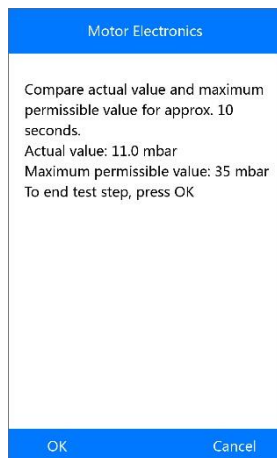 Motor Electronics
Compare actual value and maximum
permissible value for approx. 10
seconds.
Actual value: 11.0 mbar
Maximum permissible value: 35 mbar
To end test step, press OK
OK
Cancel